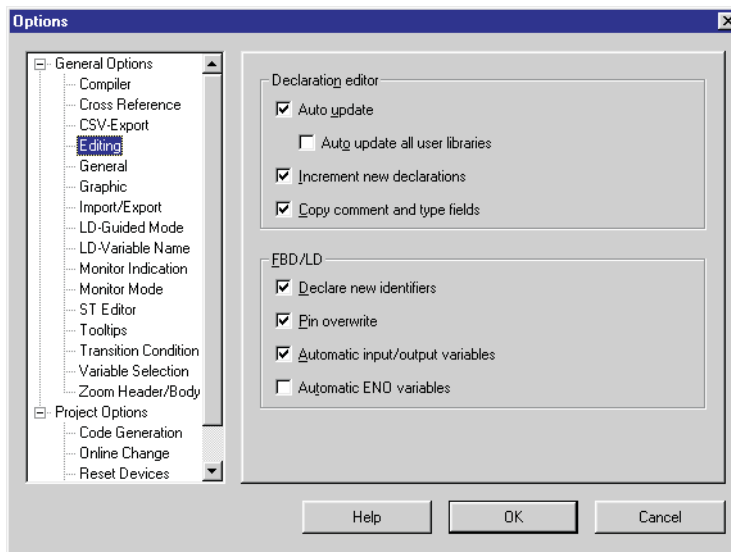 Options
General Options
Compiler
Cross Reference
CSV-Export
Editing
General
Graphic
Import/Export
LD-Guided Mode
LD-Variable Name
Monitor Indication
Monitor Mode
ST Editor
Tooltips
Transition Condition
Variable Selection
Zoom Header/Body
Project Options
Code Generation
Online Change
Reset Devices
Declaration editor
Auto update
Auto update all user libraries
Increment new declarations
Copy comment and type fields
FBD/LD
Declare new identifiers
Pin overwrite
Automatic input/output variables
Automatic ENO variables
Help
OK
Cancel